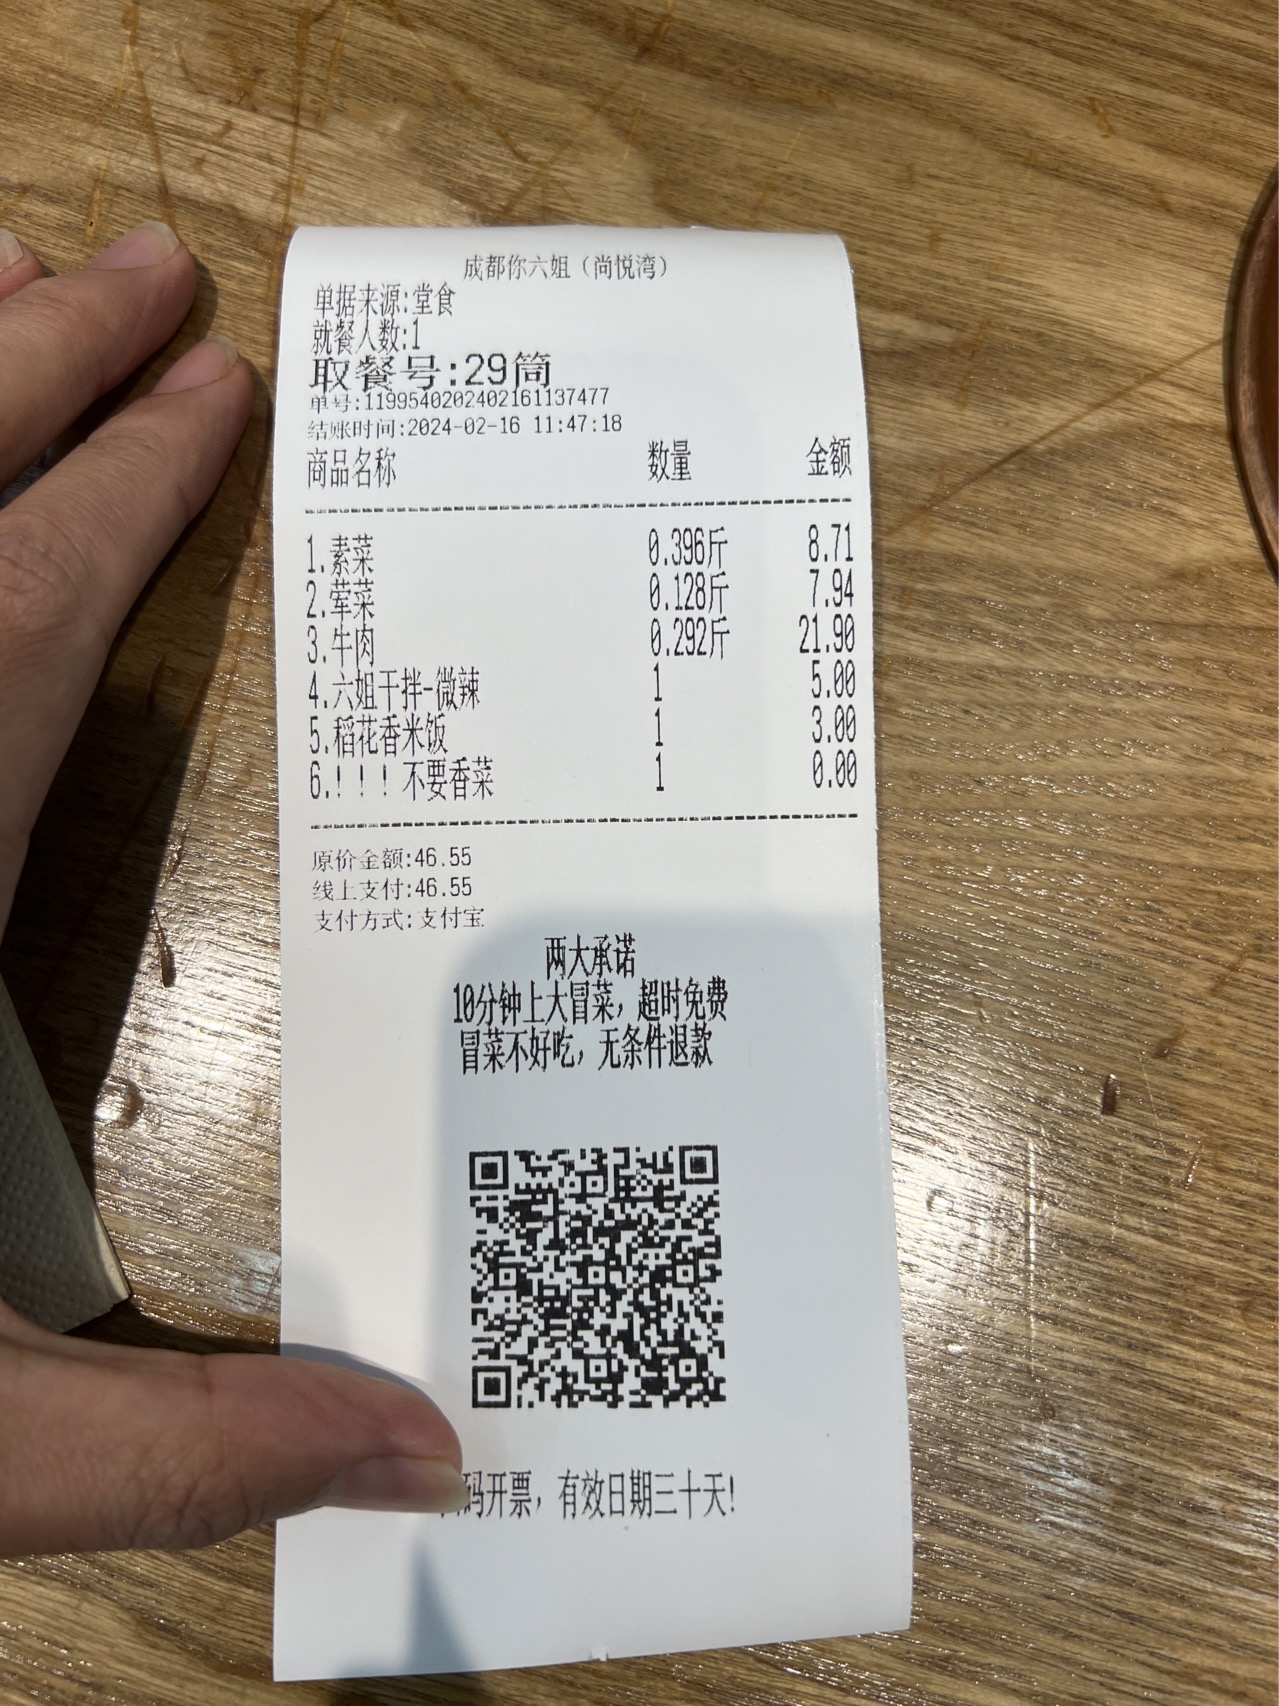 成都你六姐（尚悦湾）
单据来源:堂食
就餐人数:1
取餐号:29筒
单号:1199540202402161137477
结账时间:2024-02-16 11:47:18
商品名称 数量 金额
1.素菜 0.396斤 8.71
2.荤菜 0.128斤 7.94
3.牛肉 0.292斤 21.90
4.六姐干拌-微辣 1 5.00
5.稻花香米饭 1 3.00
6.！！！不要香菜 1 0.00
原价金额:46.55
线上支付:46.55
支付方式:支付宝
两大承诺
10分钟上大冒菜，超时免费
冒菜不好吃，无条件退款
码开票，有效日期三十天!